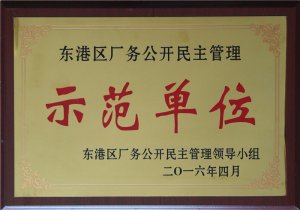 东港区厂务公开民主管理
示范单位
东港区厂务公开民主管理领导小组
二〇一六年四月